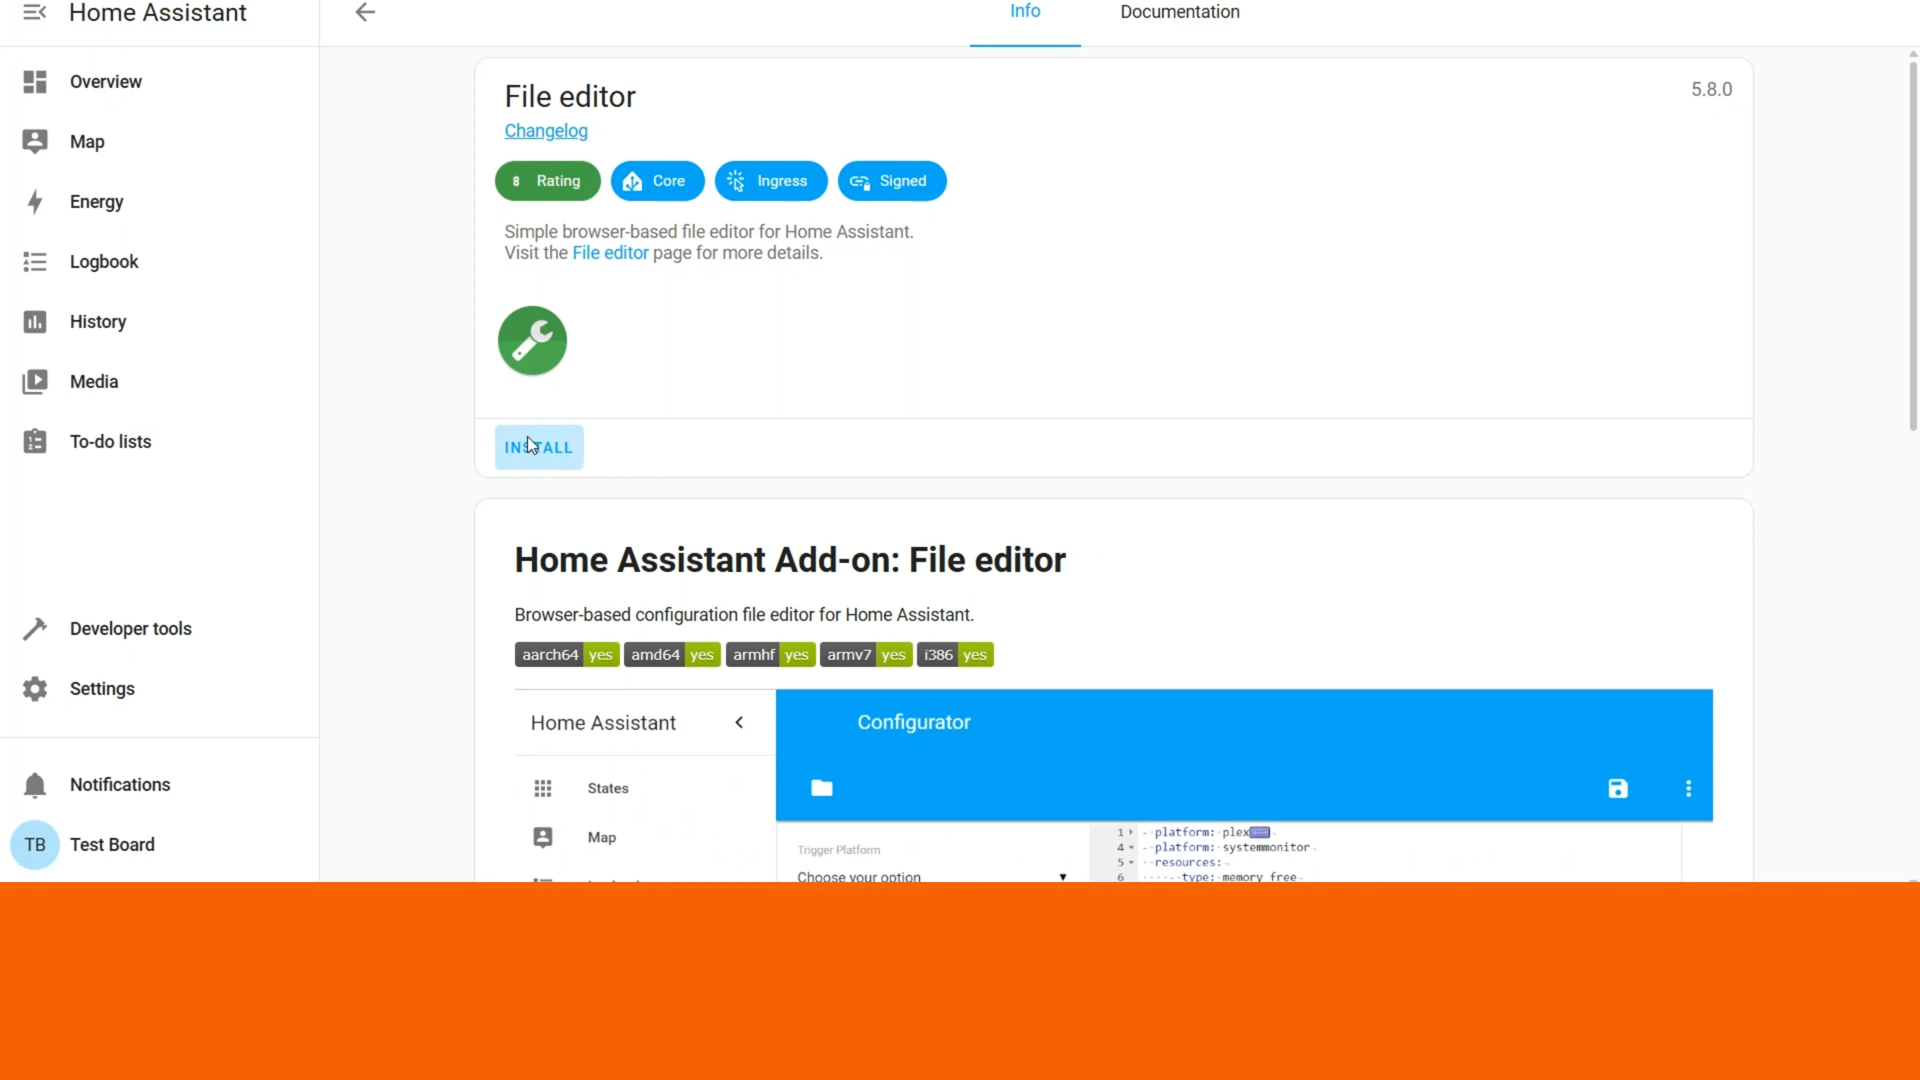 Home Assistant
Info
Documentation
Overview
Map
Energy
Logbook
History
Media
To-do lists
Developer tools
Settings
Notifications
TB
Test Board
File editor
5.8.0
Changelog
8 Rating
Core
Ingress
Signed
Simple browser-based file editor for Home Assistant.
Visit the File editor page for more details.
INSTALL
Home Assistant Add-on: File editor
Browser-based configuration file editor for Home Assistant.
aarch64 yes amd64 yes armhf yes armv7 yes i386 yes
Home Assistant
Configurator
States
Map
Trigger Platform
Choose your option
1 - platform: plex
4 - platform: systemmonitor
5 resources:
6 - type: memory_free